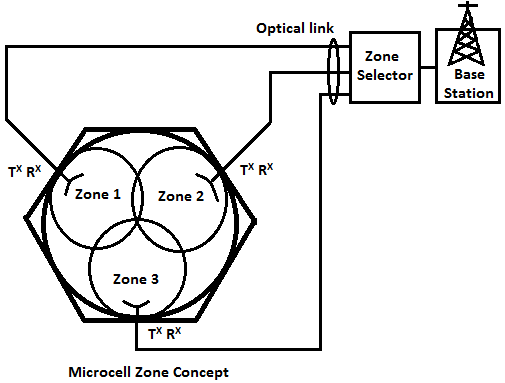 Optical link
Zone
Selector
Base
Station
Tˣ Rˣ
Tˣ Rˣ
Zone 1
Zone 2
Zone 3
Tˣ Rˣ
Microcell Zone Concept